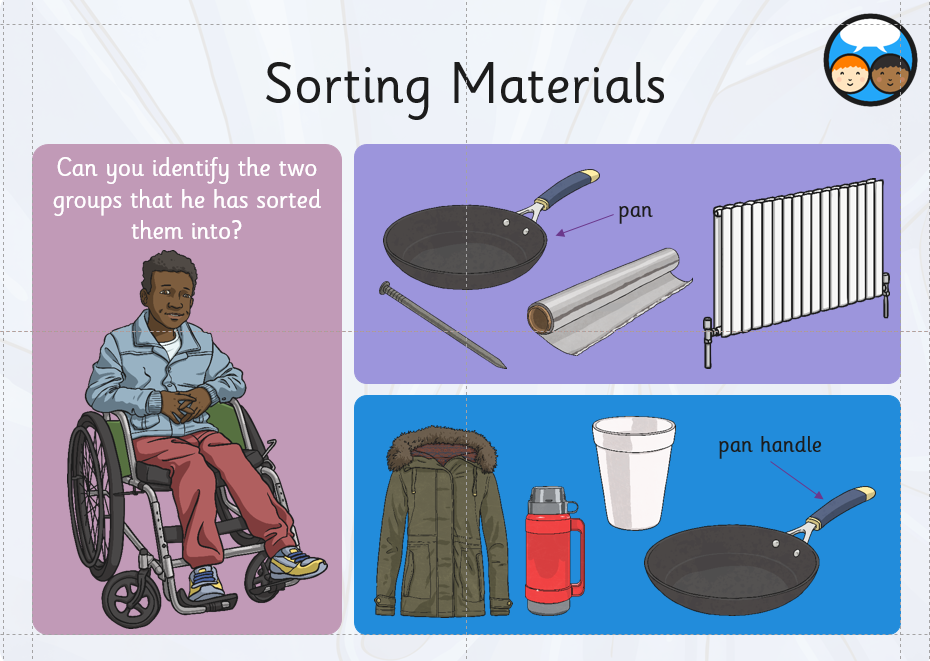 Sorting Materials
Can you identify the two
groups that he has sorted
them into?
pan
pan handle